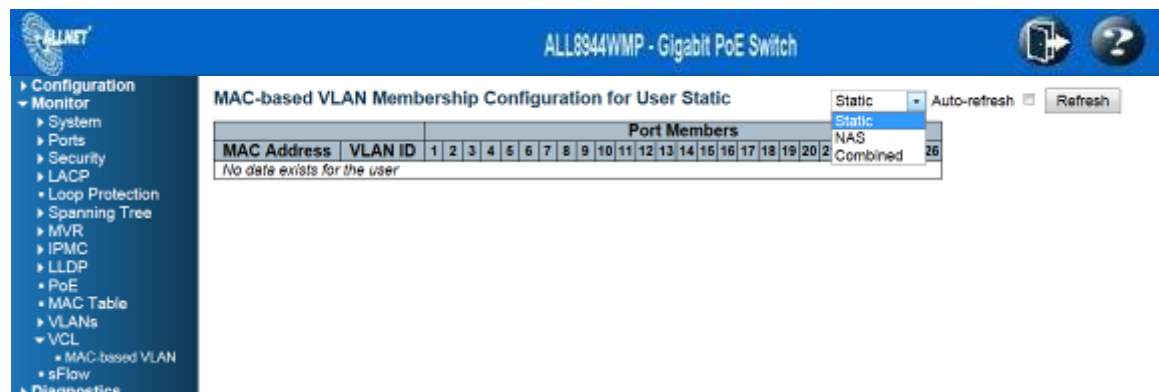 ALLNET
ALL8944WMP - Gigabit PoE Switch
Configuration
Monitor
System
Ports
Security
LACP
Loop Protection
Spanning Tree
MVR
IPMC
LLDP
PoE
MAC Table
VLANs
VCL
MAC-based VLAN
sFlow
Diagnostics
MAC-based VLAN Membership Configuration for User Static
Static
Auto-refresh
Refresh
Static
NAS
Combined
Port Members
MAC Address VLAN ID 1 2 3 4 5 6 7 8 9 10 11 12 13 14 15 16 17 18 19 20 2 26
No data exists for the user